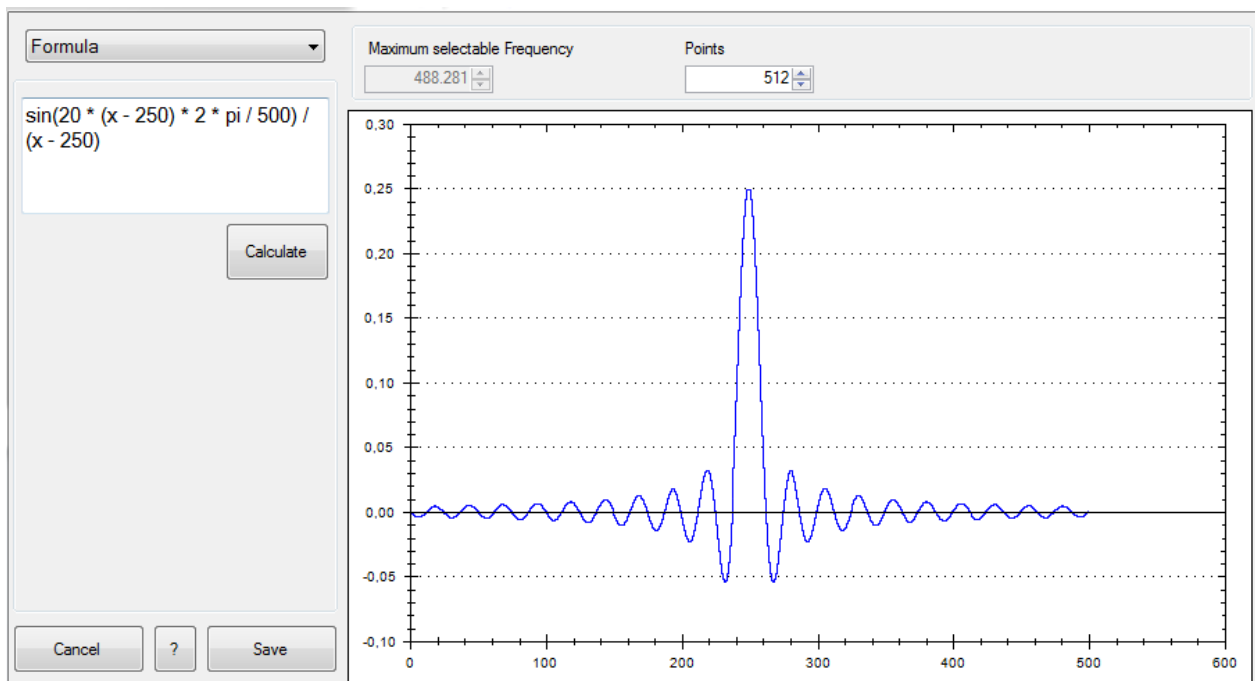 Formula
Maximum selectable Frequency
Points
488.281
512
sin(20 * (x - 250) * 2 * pi / 500) /
(x - 250)
Calculate
0,30
0,25
0,20
0,15
0,10
0,05
0,00
-0,05
-0,10
0
100
200
300
400
500
600
Cancel
?
Save